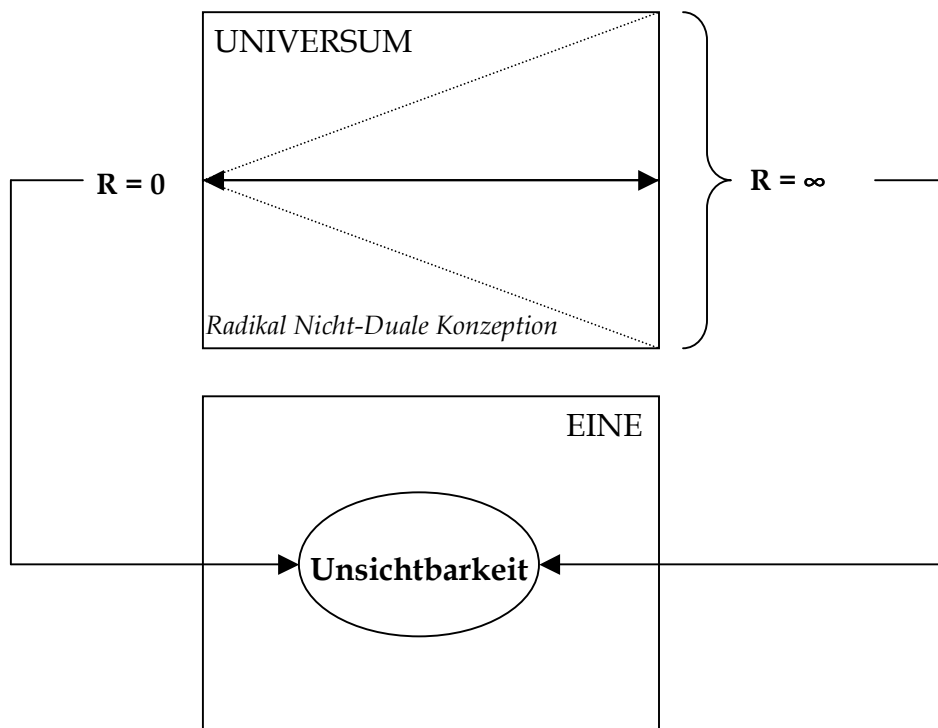 UNIVERSUM
R = 0
R = ∞
Radikal Nicht-Duale Konzeption
EINE
Unsichtbarkeit